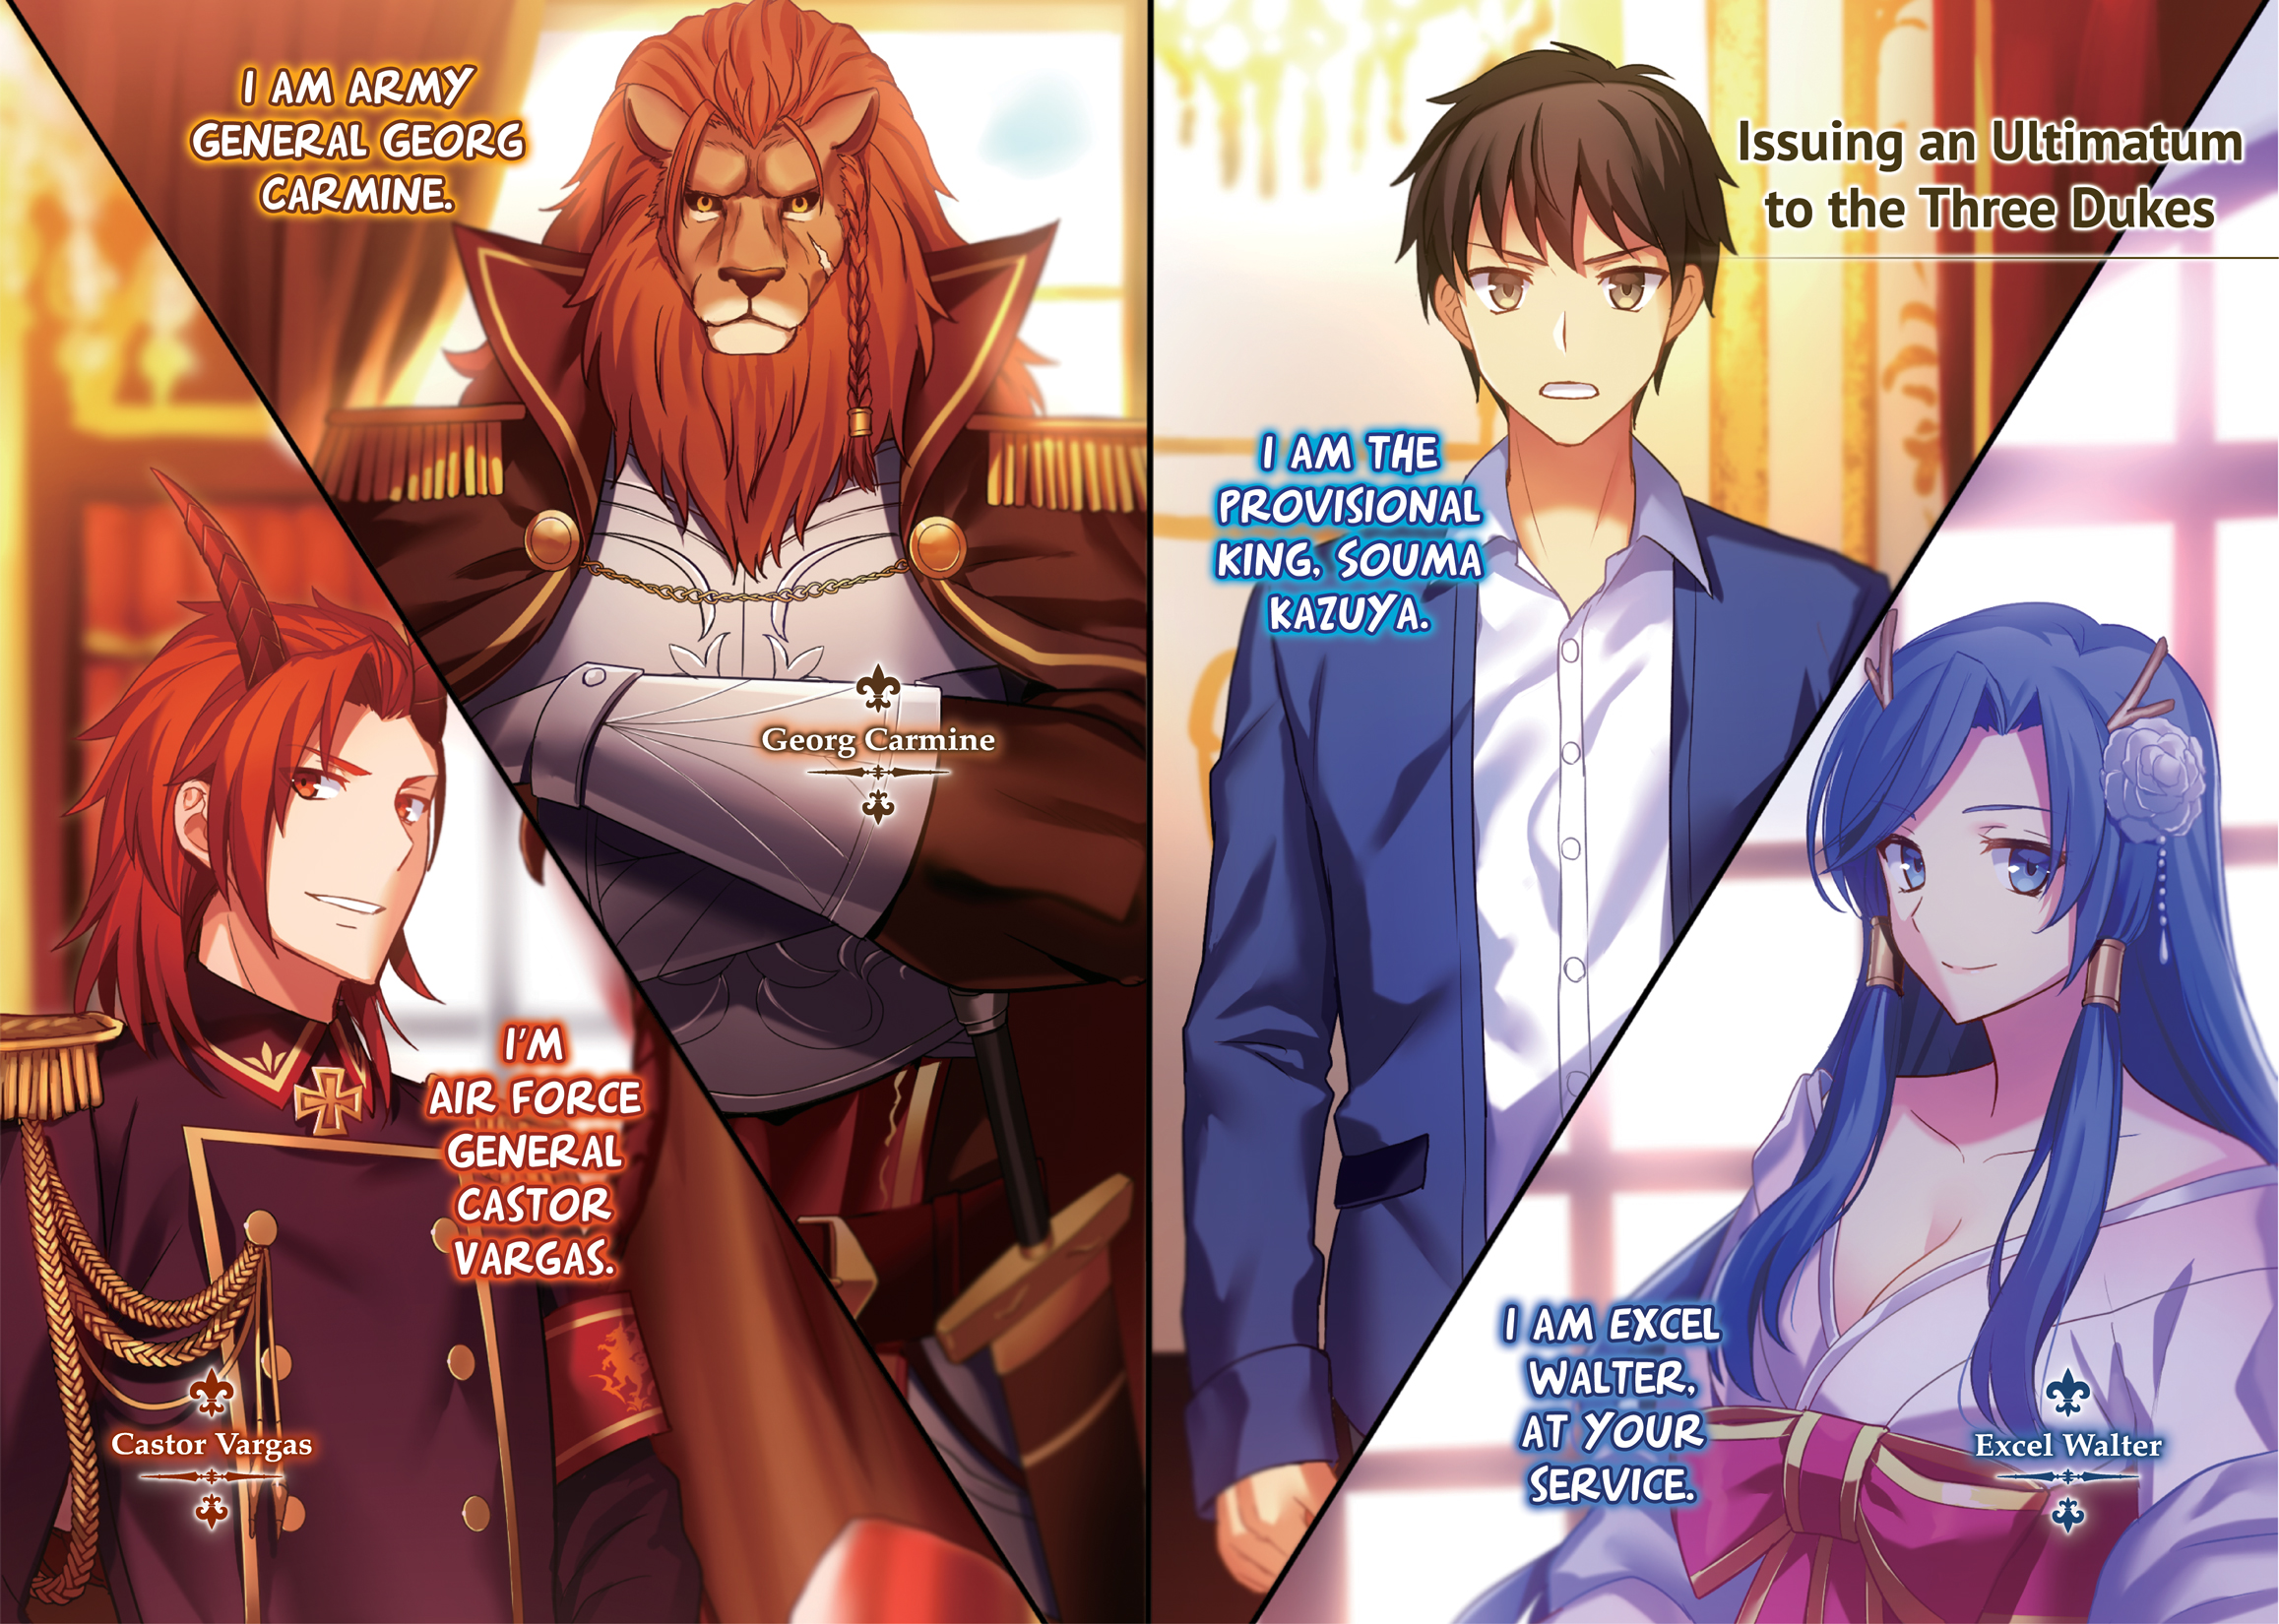 Issuing an Ultimatum
to the Three Dukes
I AM ARMY
GENERAL GEORG
CARMINE.
Georg Carmine
I'M
AIR FORCE
GENERAL
CASTOR
VARGAS.
Castor Vargas
I AM THE
PROVISIONAL
KING, SOUMA
KAZUYA.
I AM EXCEL
WALTER,
AT YOUR
SERVICE.
Excel Walter